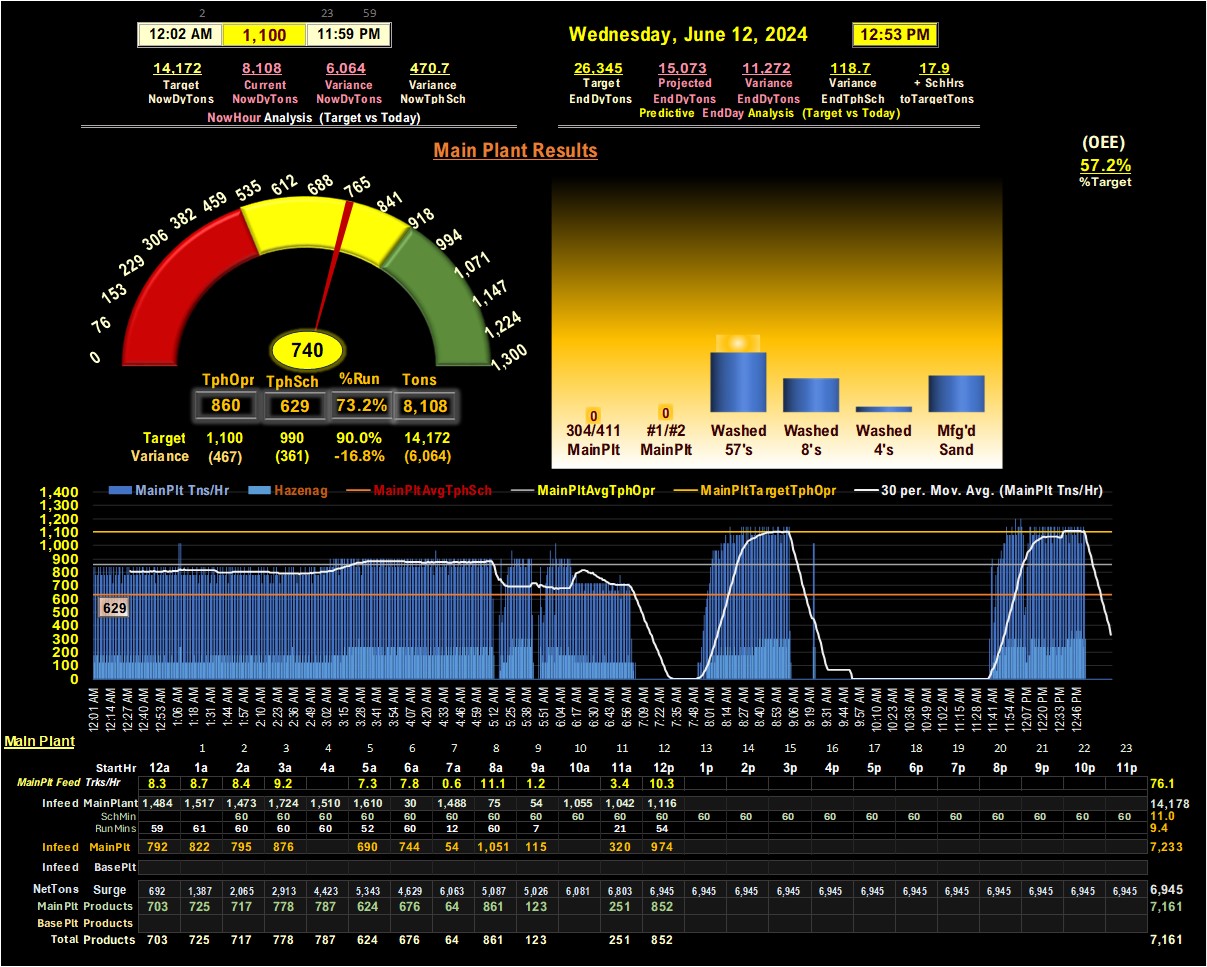 2 23 59
12:02 AM 1,100 11:59 PM Wednesday, June 12, 2024 12:53 PM
14,172 8,108 6,064 470.7 26,345 15,073 11,272 118.7 17.9
Target Current Variance Variance Target Projected Variance Variance + SchHrs
NowDyTons NowDyTons NowDyTons NowTphSch EndDyTons EndDyTons EndDyTons EndTphSch toTargetTons
NowHour Analysis (Target vs Today) Predictive EndDay Analysis (Target vs Today)
(OEE)
57.2%
%Target
Main Plant Results
0 76 153 229 306 382 459 535 612 688 765 841 918 994 1,071 1,147 1,224 1,300
740
TphOpr TphSch %Run Tons
860 629 73.2% 8,108
Target 1,100 990 90.0% 14,172
Variance (467) (361) -16.8% (6,064)
0 0
304/411 #1/#2 Washed Washed Washed Mfg'd
MainPlt MainPlt 57's 8's 4's Sand
MainPlt Tns/Hr Hazenag MainPltAvgTphSch MainPltAvgTphOpr MainPltTargetTphOpr 30 per. Mov. Avg. (MainPlt Tns/Hr)
1,400
1,300
1,200
1,100
1,000
900
800
700
600
500
400
300
200
100
0
629
12:01 AM 12:14 AM 12:27 AM 12:40 AM 12:53 AM 1:06 AM 1:18 AM 1:31 AM 1:44 AM 1:57 AM 2:10 AM 2:23 AM 2:36 AM 2:49 AM 3:02 AM 3:15 AM 3:28 AM 3:41 AM 3:54 AM 4:07 AM 4:20 AM 4:33 AM 4:46 AM 4:59 AM 5:12 AM 5:25 AM 5:38 AM 5:51 AM 6:04 AM 6:17 AM 6:30 AM 6:43 AM 6:56 AM 7:09 AM 7:22 AM 7:35 AM 7:48 AM 8:01 AM 8:14 AM 8:27 AM 8:40 AM 8:53 AM 9:06 AM 9:19 AM 9:31 AM 9:44 AM 9:57 AM 10:10 AM 10:23 AM 10:36 AM 10:49 AM 11:02 AM 11:15 AM 11:28 AM 11:41 AM 11:54 AM 12:07 PM 12:20 PM 12:33 PM 12:46 PM
Main Plant
1 2 3 4 5 6 7 8 9 10 11 12 13 14 15 16 17 18 19 20 21 22 23
StartHr 12a 1a 2a 3a 4a 5a 6a 7a 8a 9a 10a 11a 12p 1p 2p 3p 4p 5p 6p 7p 8p 9p 10p 11p
MainPlt Feed Trks/Hr 8.3 8.7 8.4 9.2 7.3 7.8 0.6 11.1 1.2 3.4 10.3 76.1
Infeed MainPlant 1,484 1,517 1,473 1,724 1,510 1,610 30 1,488 75 54 1,055 1,042 1,116 14,178
SchMin 60 60 60 60 60 60 60 60 60 60 60 60 60 60 60 60 60 60 60 60 60 60 11.0
RunMins 59 61 60 60 60 52 60 12 60 7 21 54 9.4
Infeed MainPlt 792 822 795 876 690 744 54 1,051 115 320 974 7,233
Infeed BasePlt
NetTons Surge 692 1,387 2,065 2,913 4,423 5,343 4,629 6,063 5,087 5,026 6,081 6,803 6,945 6,945 6,945 6,945 6,945 6,945 6,945 6,945 6,945 6,945 6,945 6,945 6,945
MainPlt Products 703 725 717 778 787 624 676 64 861 123 251 852 7,161
BasePlt Products
Total Products 703 725 717 778 787 624 676 64 861 123 251 852 7,161